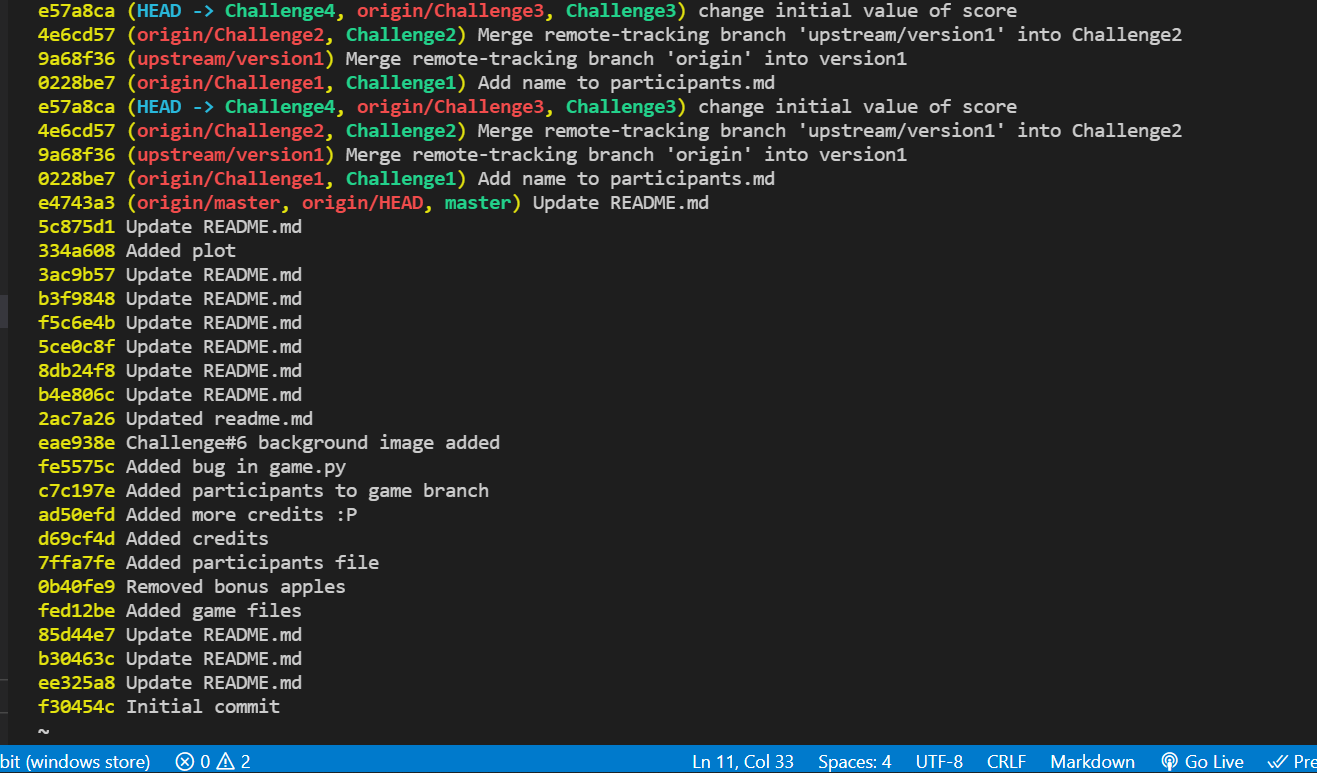 e57a8ca (HEAD -> Challenge4, origin/Challenge3, Challenge3) change initial value of score
4e6cd57 (origin/Challenge2, Challenge2) Merge remote-tracking branch 'upstream/version1' into Challenge2
9a68f36 (upstream/version1) Merge remote-tracking branch 'origin' into version1
0228be7 (origin/Challenge1, Challenge1) Add name to participants.md
e57a8ca (HEAD -> Challenge4, origin/Challenge3, Challenge3) change initial value of score
4e6cd57 (origin/Challenge2, Challenge2) Merge remote-tracking branch 'upstream/version1' into Challenge2
9a68f36 (upstream/version1) Merge remote-tracking branch 'origin' into version1
0228be7 (origin/Challenge1, Challenge1) Add name to participants.md
e4743a3 (origin/master, origin/HEAD, master) Update README.md
5c875d1 Update README.md
334a608 Added plot
3ac9b57 Update README.md
b3f9848 Update README.md
f5c6e4b Update README.md
5ce0c8f Update README.md
8db24f8 Update README.md
b4e806c Update README.md
2ac7a26 Updated readme.md
eae938e Challenge#6 background image added
fe5575c Added bug in game.py
c7c197e Added participants to game branch
ad50efd Added more credits :P
d69cf4d Added credits
7ffa7fe Added participants file
0b40fe9 Removed bonus apples
fed12be Added game files
85d44e7 Update README.md
b30463c Update README.md
ee325a8 Update README.md
f30454c Initial commit
~
bit (windows store) 0 2 Ln 11, Col 33 Spaces: 4 UTF-8 CRLF Markdown Go Live Pre